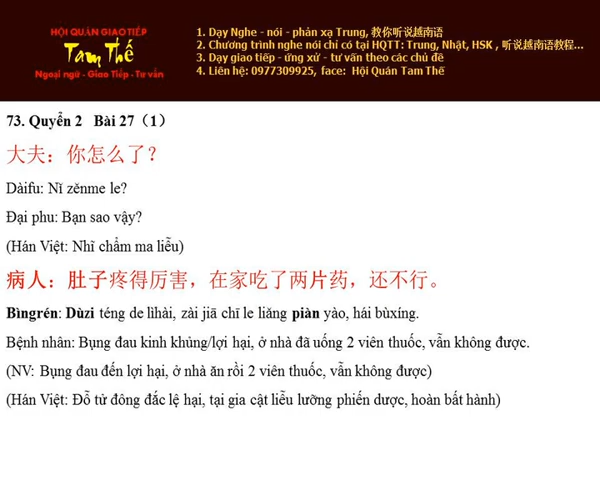 HỘI QUÁN GIAO TIẾP
Tam Thế
Ngoại ngữ - Giao Tiếp - Tư vấn
1. Dạy Nghe - nói - phản xạ Trung, 教你听说越南语
2. Chương trình nghe nói chỉ có tại HQTT: Trung, Nhật, HSK , 听说越南语教程...
3. Dạy giao tiếp - ứng xử - tư vấn theo các chủ đề
4. Liên hệ: 0977309925, face: Hội Quán Tam Thế
73. Quyển 2 Bài 27（1）
大夫：你怎么了？
Dàifu: Nǐ zěnme le?
Đại phu: Bạn sao vậy?
(Hán Việt: Nhĩ chẩm ma liễu)
病人：肚子疼得厉害，在家吃了两片药，还不行。
Bìngrén: Dùzi téng de lìhài, zài jiā chī le liǎng piàn yào, hái bùxíng.
Bệnh nhân: Bụng đau kinh khủng/lợi hại, ở nhà đã uống 2 viên thuốc, vẫn không được.
(NV: Bụng đau đến lợi hại, ở nhà ăn rồi 2 viên thuốc, vẫn không được)
(Hán Việt: Đỗ tử đông đắc lệ hại, tại gia cật liễu lưỡng phiến dược, hoàn bất hành)